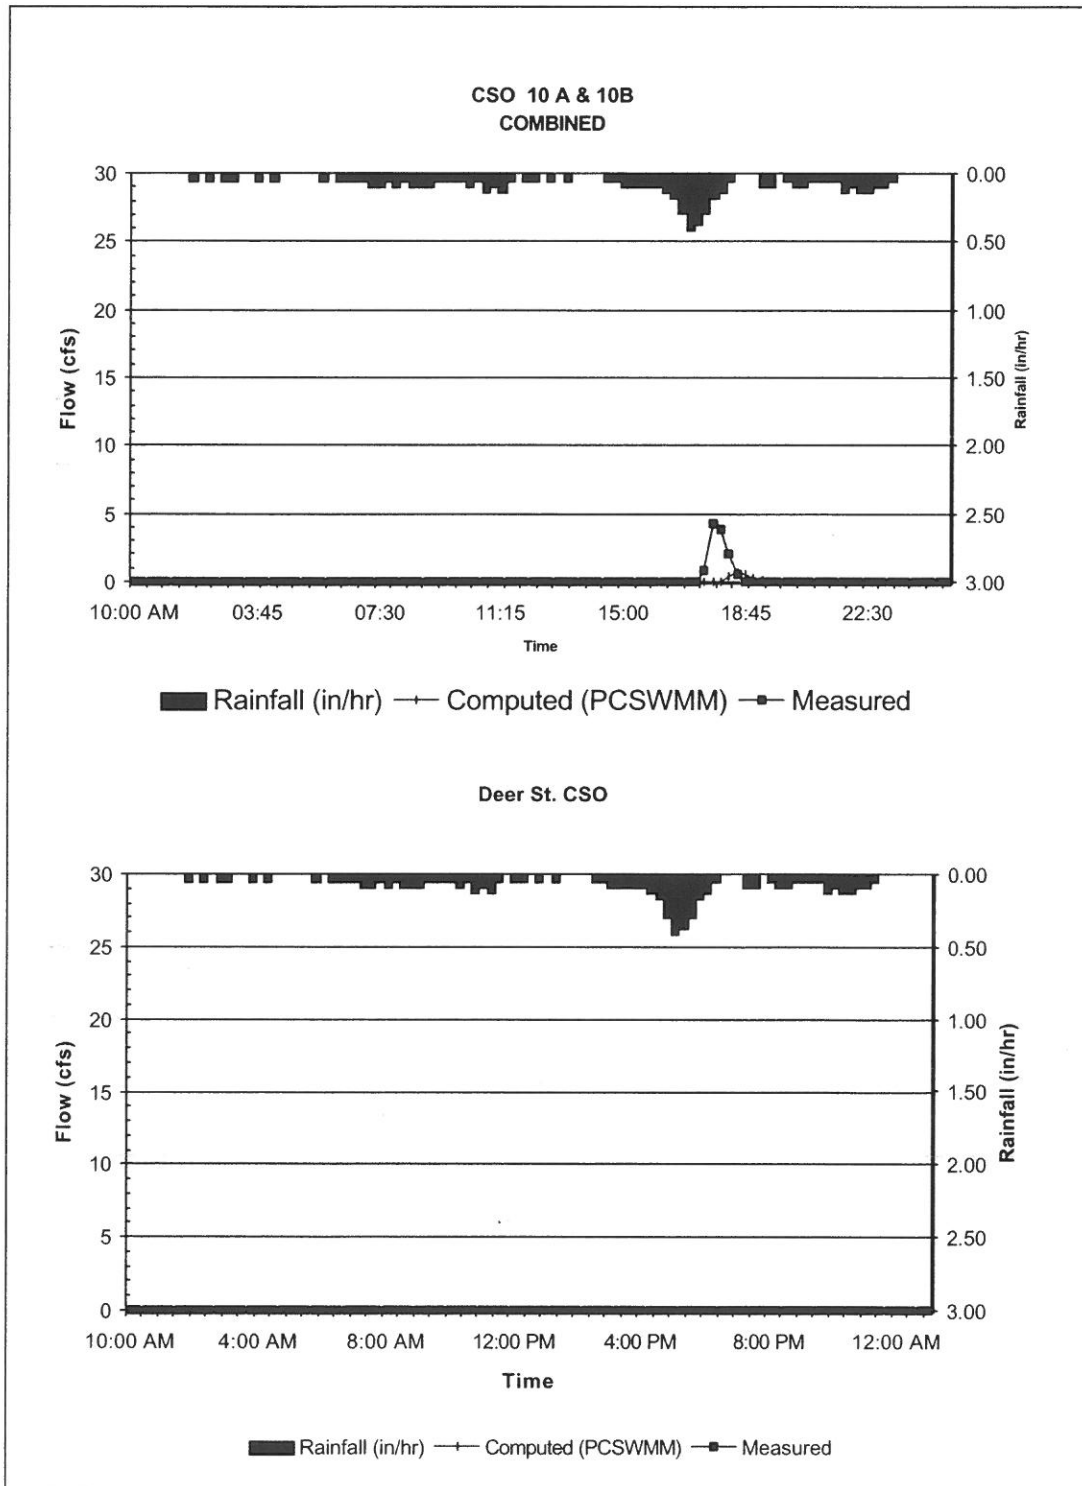 CSO 10 A & 10B
COMBINED
30
25
20
15
10
5
0
Flow (cfs)
0.00
0.50
1.00
1.50
2.00
2.50
3.00
Rainfall (in/hr)
10:00 AM 03:45 07:30 11:15 15:00 18:45 22:30
Time
Rainfall (in/hr) Computed (PCSWMM) Measured
Deer St. CSO
30
25
20
15
10
5
0
Flow (cfs)
0.00
0.50
1.00
1.50
2.00
2.50
3.00
Rainfall (in/hr)
10:00 AM 4:00 AM 8:00 AM 12:00 PM 4:00 PM 8:00 PM 12:00 AM
Time
Rainfall (in/hr) Computed (PCSWMM) Measured